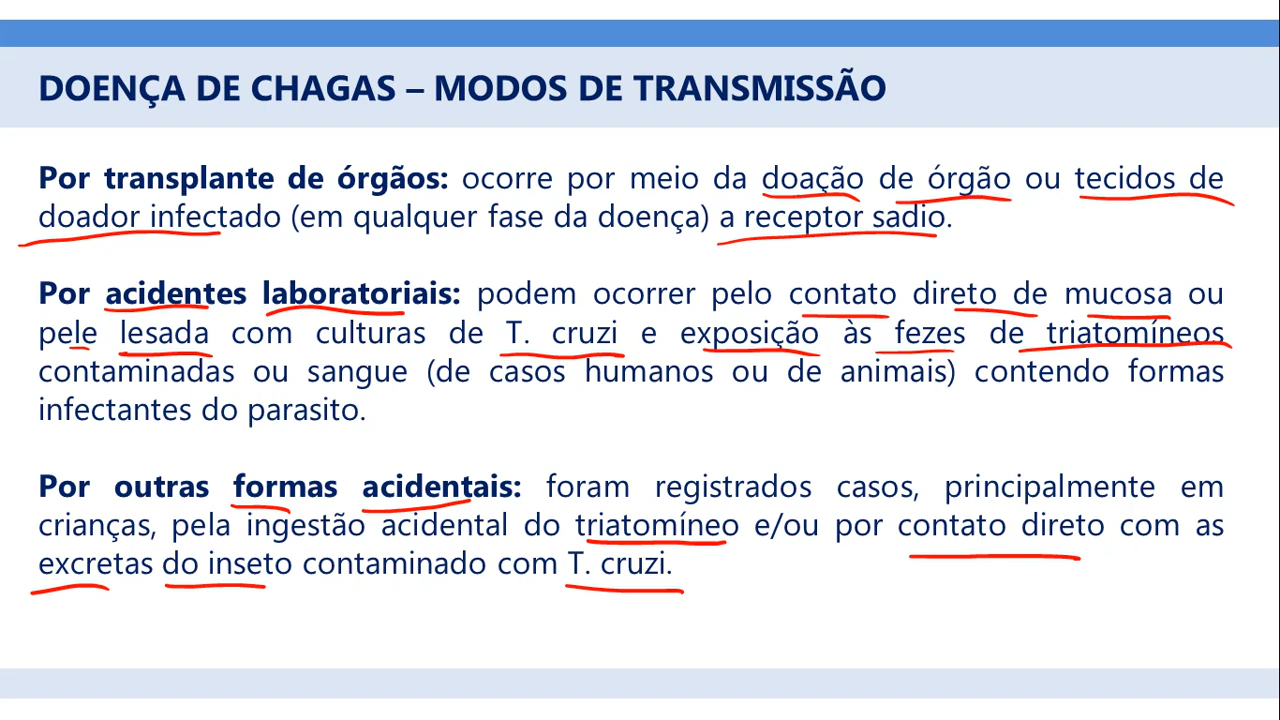 DOENÇA DE CHAGAS – MODOS DE TRANSMISSÃO
Por transplante de órgãos: ocorre por meio da doação de órgão ou tecidos de
doador infectado (em qualquer fase da doença) a receptor sadio.
Por acidentes laboratoriais: podem ocorrer pelo contato direto de mucosa ou
pele lesada com culturas de T. cruzi e exposição às fezes de triatomíneos
contaminadas ou sangue (de casos humanos ou de animais) contendo formas
infectantes do parasito.
Por outras formas acidentais: foram registrados casos, principalmente em
crianças, pela ingestão acidental do triatomíneo e/ou por contato direto com as
excretas do inseto contaminado com T. cruzi.